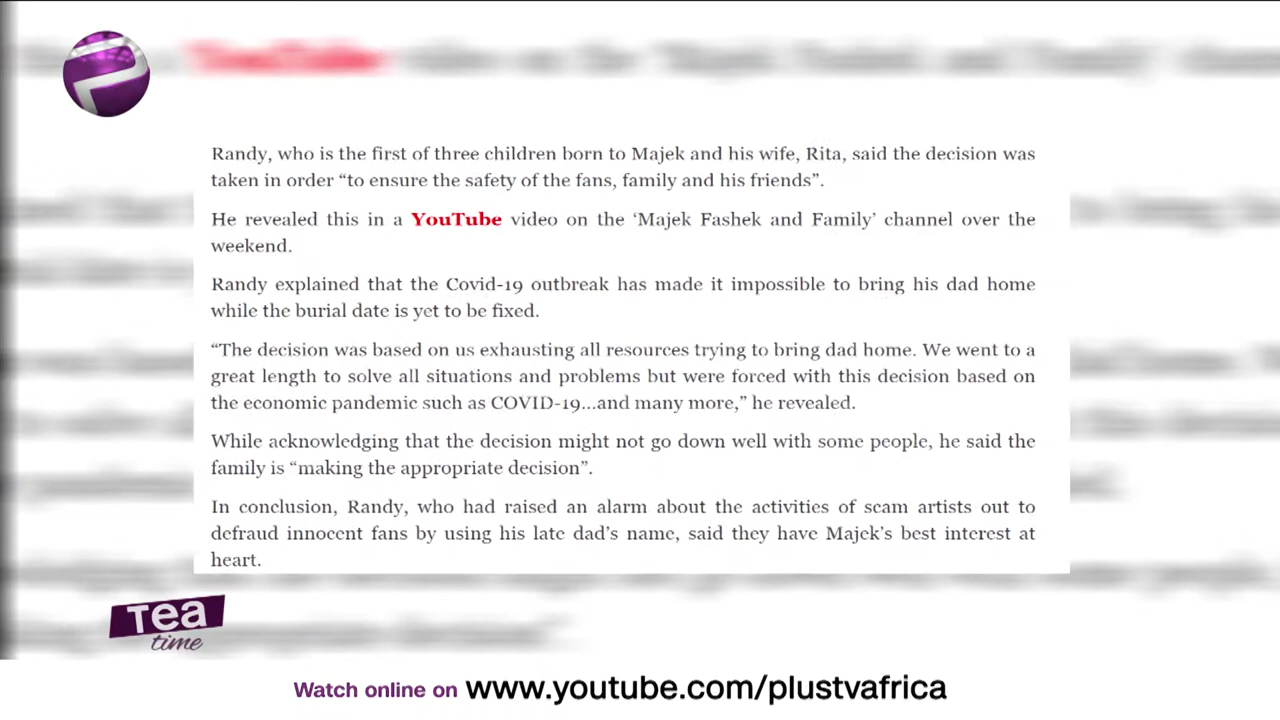 Randy, who is the first of three children born to Majek and his wife, Rita, said the decision was
taken in order “to ensure the safety of the fans, family and his friends”.
He revealed this in a YouTube video on the ‘Majek Fashek and Family’ channel over the
weekend.
Randy explained that the Covid-19 outbreak has made it impossible to bring his dad home
while the burial date is yet to be fixed.
“The decision was based on us exhausting all resources trying to bring dad home. We went to a
great length to solve all situations and problems but were forced with this decision based on
the economic pandemic such as COVID-19...and many more,” he revealed.
While acknowledging that the decision might not go down well with some people, he said the
family is “making the appropriate decision”.
In conclusion, Randy, who had raised an alarm about the activities of scam artists out to
defraud innocent fans by using his late dad’s name, said they have Majek’s best interest at
heart.
Tea
time
Watch online on www.youtube.com/plustvafrica